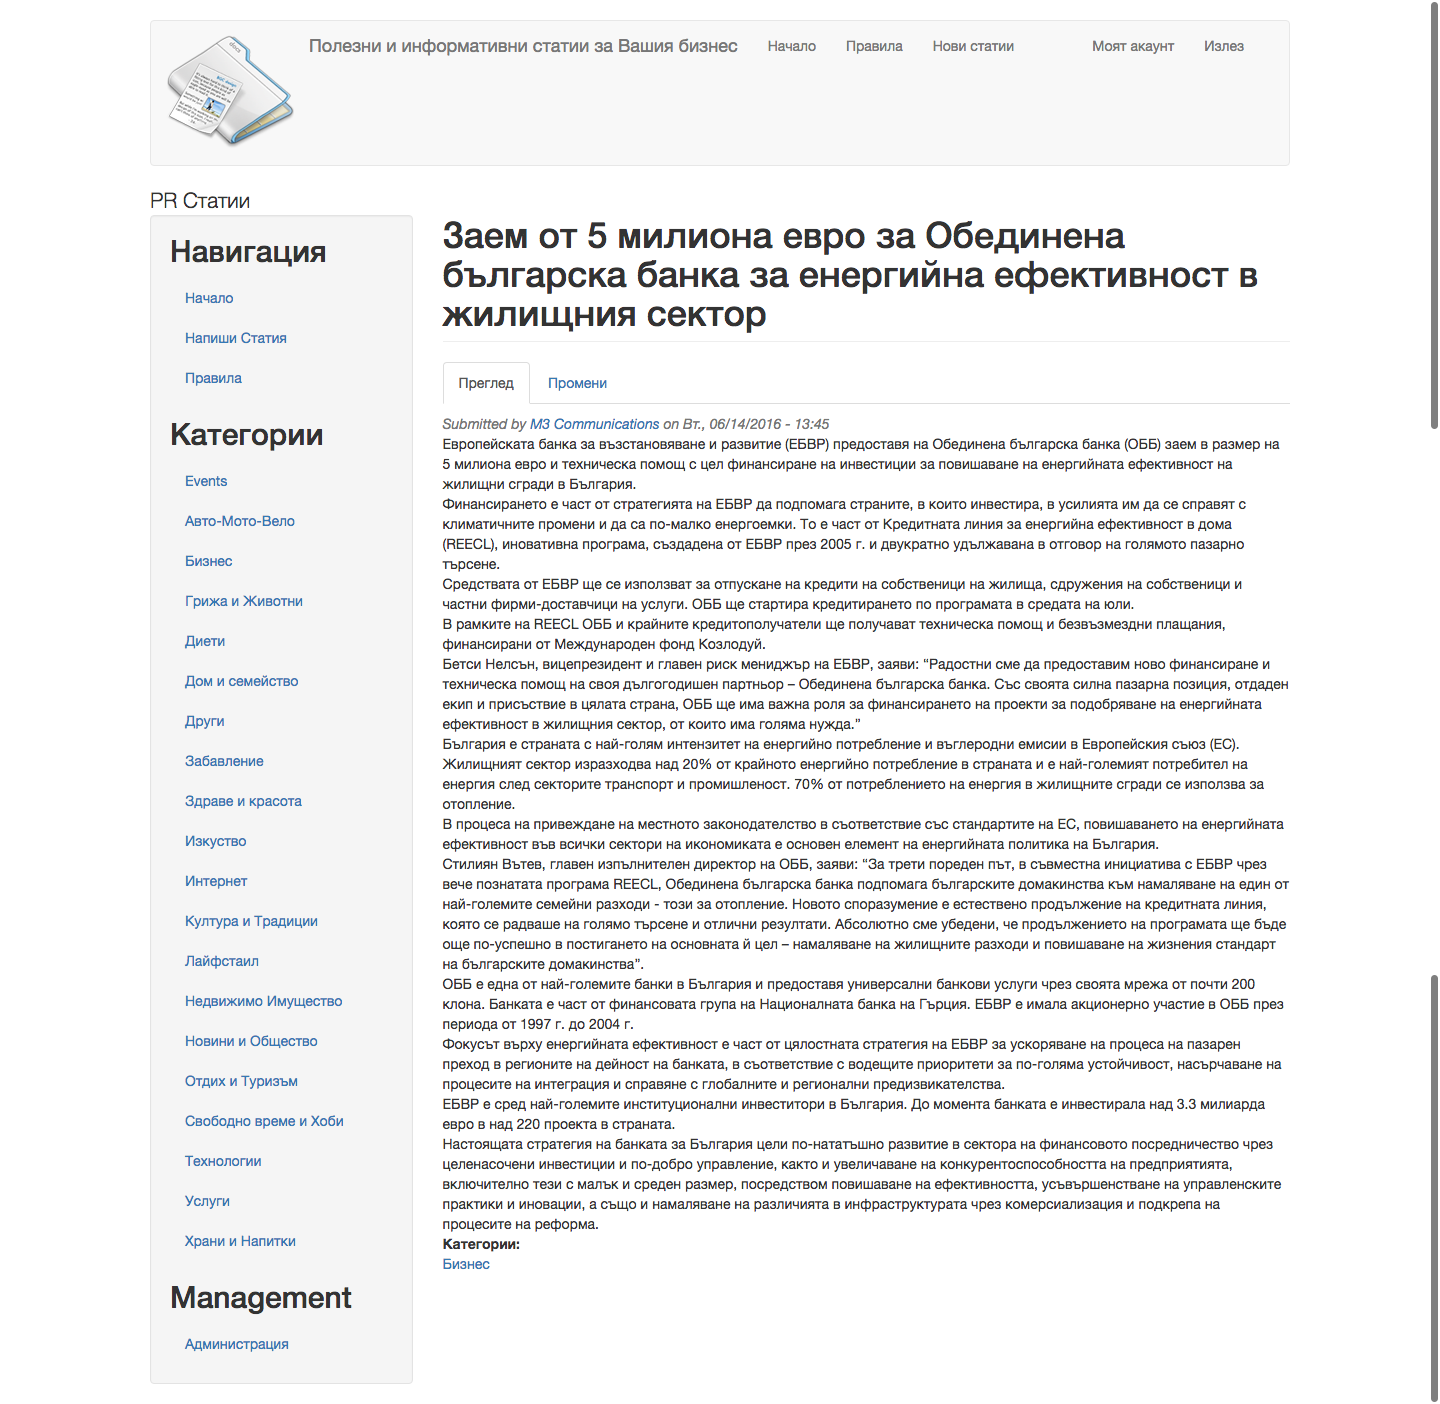 Полезни и информативни статии за Вашия бизнес
Начало
Правила
Нови статии
Моят акаунт
Излез
PR Статии
Навигация
Начало
Напиши Статия
Правила
Категории
Events
Авто-Мото-Вело
Бизнес
Грижа и Животни
Диети
Дом и семейство
Други
Забавление
Здраве и красота
Изкуство
Интернет
Култура и Традиции
Лайфстаил
Недвижимо Имущество
Новини и Общество
Отдих и Туризъм
Свободно време и Хоби
Технологии
Услуги
Храни и Напитки
Management
Администрация
Заем от 5 милиона евро за Обединена
българска банка за енергийна ефективност в
жилищния сектор
Преглед
Промени
Submitted by M3 Communications on Вт., 06/14/2016 - 13:45
Европейската банка за възстановяване и развитие (ЕБВР) предоставя на Обединена българска банка (ОББ) заем в размер на
5 милиона евро и техническа помощ с цел финансиране на инвестиции за повишаване на енергийната ефективност на
жилищни сгради в България.
Финансирането е част от стратегията на ЕБВР да подпомага страните, в които инвестира, в усилията им да се справят с
климатичните промени и да са по-малко енергоемки. То е част от Кредитната линия за енергийна ефективност в дома
(REECL), иновативна програма, създадена от ЕБВР през 2005 г. и двукратно удължавана в отговор на голямото пазарно
търсене.
Средствата от ЕБВР ще се използват за отпускане на кредити на собственици на жилища, сдружения на собственици и
частни фирми-доставчици на услуги. ОББ ще стартира кредитирането по програмата в средата на юли.
В рамките на REECL ОББ и крайните кредитополучатели ще получават техническа помощ и безвъзмездни плащания,
финансирани от Международен фонд Козлодуй.
Бетси Нелсън, вицепрезидент и главен риск мениджър на ЕБВР, заяви: “Радостни сме да предоставим ново финансиране и
техническа помощ на своя дългогодишен партньор – Обединена българска банка. Със своята силна пазарна позиция, отдаден
екип и присъствие в цялата страна, ОББ ще има важна роля за финансирането на проекти за подобряване на енергийната
ефективност в жилищния сектор, от които има голяма нужда.”
България е страната с най-голям интензитет на енергийно потребление и въглеродни емисии в Европейския съюз (ЕС).
Жилищният сектор изразходва над 20% от крайното енергийно потребление в страната и е най-големият потребител на
енергия след секторите транспорт и промишленост. 70% от потреблението на енергия в жилищните сгради се използва за
отопление.
В процеса на привеждане на местното законодателство в съответствие със стандартите на ЕС, повишаването на енергийната
ефективност във всички сектори на икономиката е основен елемент на енергийната политика на България.
Стилиян Вътев, главен изпълнителен директор на ОББ, заяви: “За трети пореден път, в съвместна инициатива с ЕБВР чрез
вече познатата програма REECL, Обединена българска банка подпомага българските домакинства към намаляване на един от
най-големите семейни разходи - този за отопление. Новото споразумение е естествено продължение на кредитната линия,
която се радваше на голямо търсене и отлични резултати. Абсолютно сме убедени, че продължението на програмата ще бъде
още по-успешно в постигането на основната й цел – намаляване на жилищните разходи и повишаване на жизнения стандарт
на българските домакинства”.
ОББ е една от най-големите банки в България и предоставя универсални банкови услуги чрез своята мрежа от почти 200
клона. Банката е част от финансовата група на Националната банка на Гърция. ЕБВР е имала акционерно участие в ОББ през
периода от 1997 г. до 2004 г.
Фокусът върху енергийната ефективност е част от цялостната стратегия на ЕБВР за ускоряване на процеса на пазарен
преход в регионите на дейност на банката, в съответствие с водещите приоритети за по-голяма устойчивост, насърчаване на
процесите на интеграция и справяне с глобалните и регионални предизвикателства.
ЕБВР е сред най-големите институционални инвеститори в България. До момента банката е инвестирала над 3.3 милиарда
евро в над 220 проекта в страната.
Настоящата стратегия на банката за България цели по-нататъшно развитие в сектора на финансовото посредничество чрез
целенасочени инвестиции и по-добро управление, както и увеличаване на конкурентоспособността на предприятията,
включително тези с малък и среден размер, посредством повишаване на ефективността, усъвършенстване на управленските
практики и иновации, а също и намаляване на различията в инфраструктурата чрез комерсиализация и подкрепа на
процесите на реформа.
Категории:
Бизнес